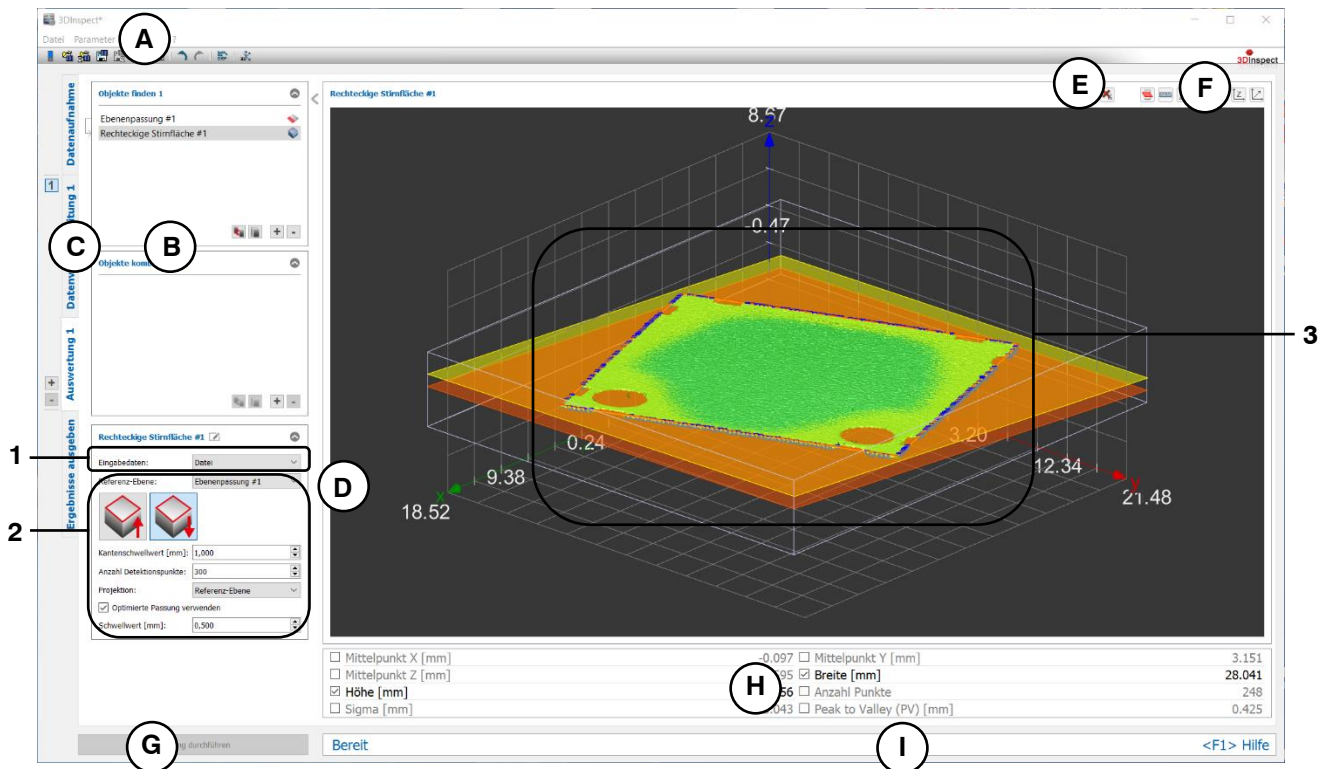 3DInspect*
Datei Parameter
A
3DInspect
Datenaufnahme
1
C
Auswertung 1
+
-
Ergebnisse ausgeben
Objekte finden 1
Ebenenpassung #1
Rechteckige Stirnfläche #1
+ -
B
Objekte
+ -
Rechteckige Stirnfläche #1
1
Eingabedaten: Datei
Referenz-Ebene: Ebenenpassung #1
D
2
Kantenschwellwert [mm]: 1,000
Anzahl Detektionspunkte: 300
Projektion: Referenz-Ebene
Optimierte Passung verwenden
Schwellwert [mm]: 0,500
G
durchführen
Rechteckige Stirnfläche #1
E
F
Z
8.67
Z
-0.47
3
0.24
3.20
9.38
12.34
X
Y
18.52
21.48
Mittelpunkt X [mm] -0.097 Mittelpunkt Y [mm] 3.151
Mittelpunkt Z [mm] Breite [mm] 28.041
H
Höhe [mm] Anzahl Punkte 248
Sigma [mm] Peak to Valley (PV) [mm] 0.425
Bereit
I
<F1> Hilfe